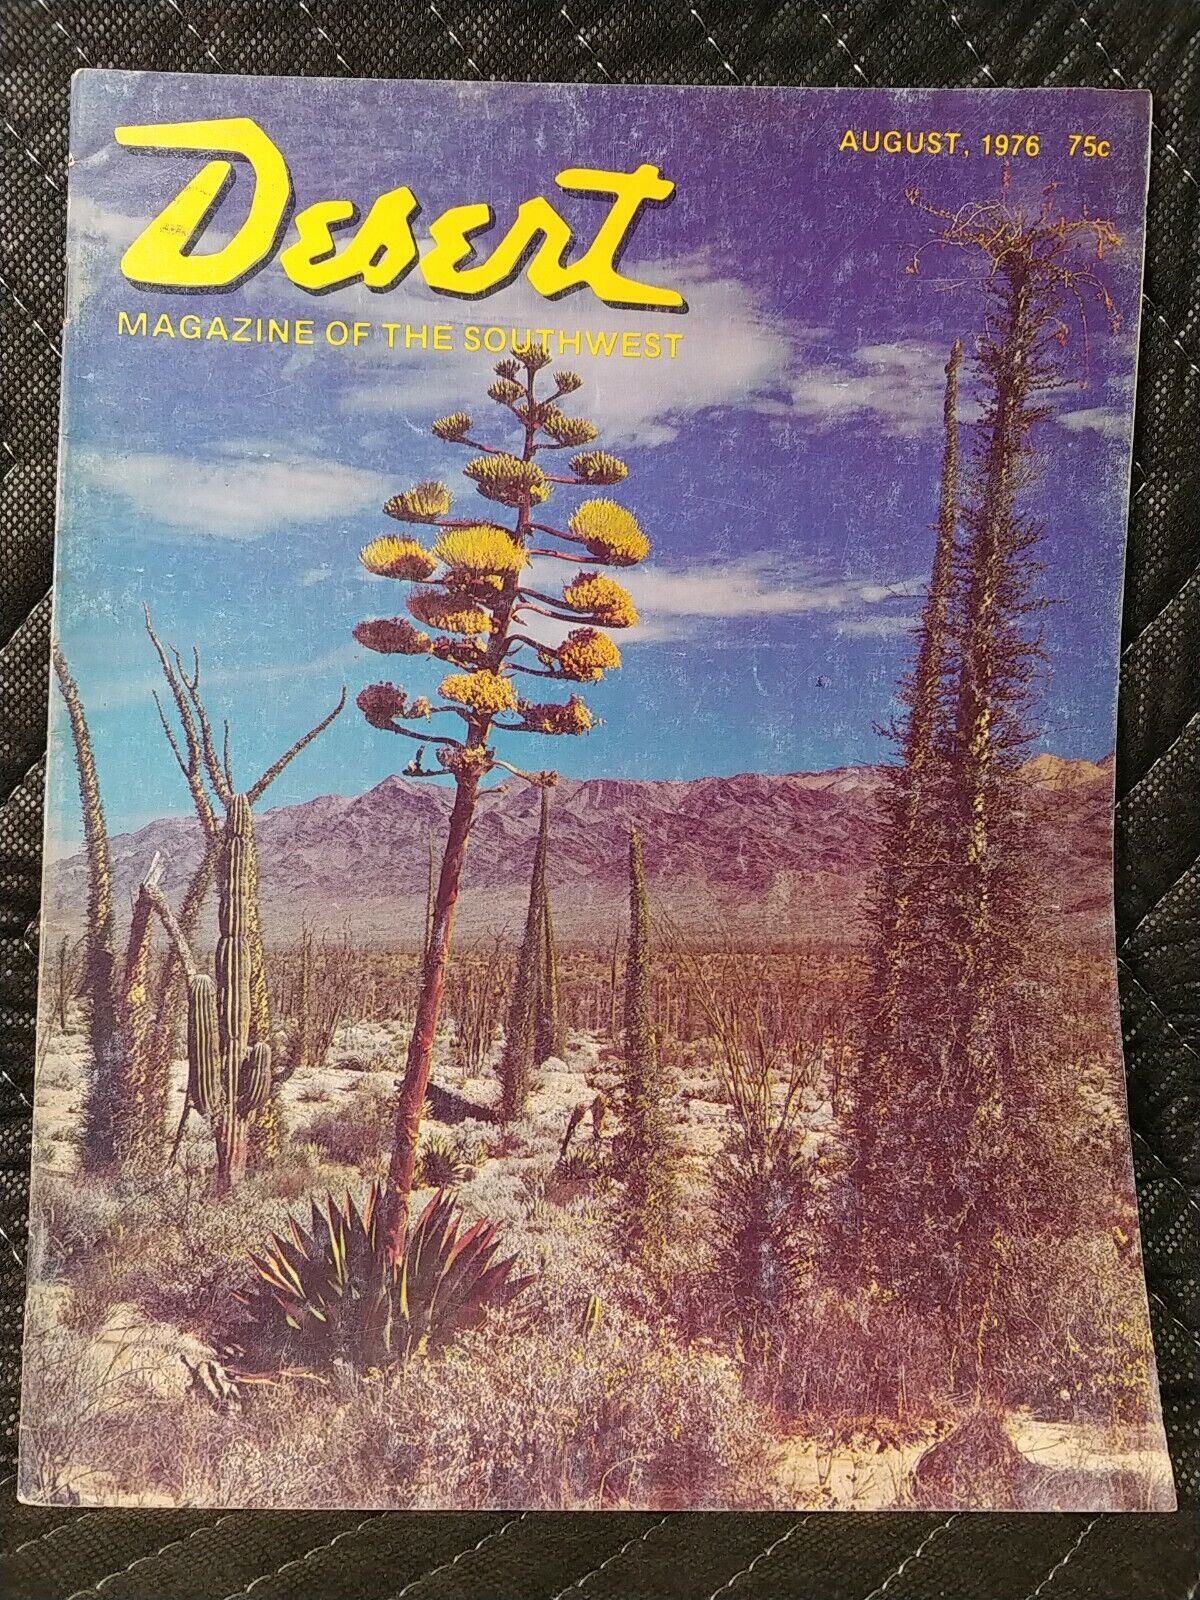 Desert
AUGUST, 1976 75c
MAGAZINE OF THE SOUTHWEST